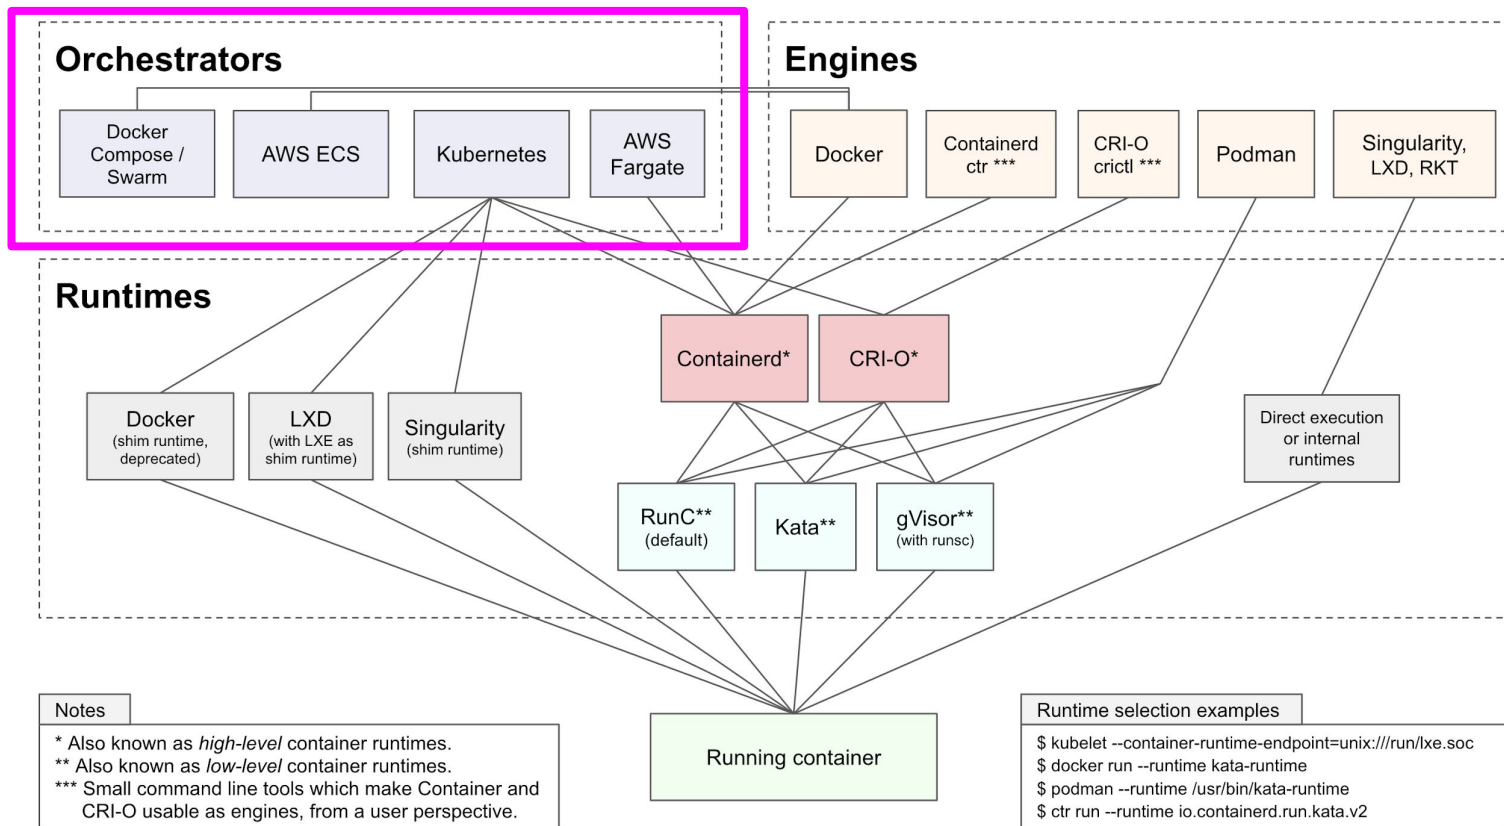 Orchestrators
Engines
Docker
Compose /
Swarm
AWS ECS
Kubernetes
AWS
Fargate
Docker
Containerd
ctr ***
CRI-O
crictl ***
Podman
Singularity,
LXD, RKT
Runtimes
Containerd*
CRI-O*
Docker
(shim runtime,
deprecated)
LXD
(with LXE as
shim runtime)
Singularity
(shim runtime)
Direct execution
or internal
runtimes
RunC**
(default)
Kata**
gVisor**
(with runsc)
Running container
Notes
* Also known as high-level container runtimes.
** Also known as low-level container runtimes.
*** Small command line tools which make Container and
CRI-O usable as engines, from a user perspective.
Runtime selection examples
$ kubelet --container-runtime-endpoint=unix:///run/lxe.soc
$ docker run --runtime kata-runtime
$ podman --runtime /usr/bin/kata-runtime
$ ctr run --runtime io.containerd.run.kata.v2